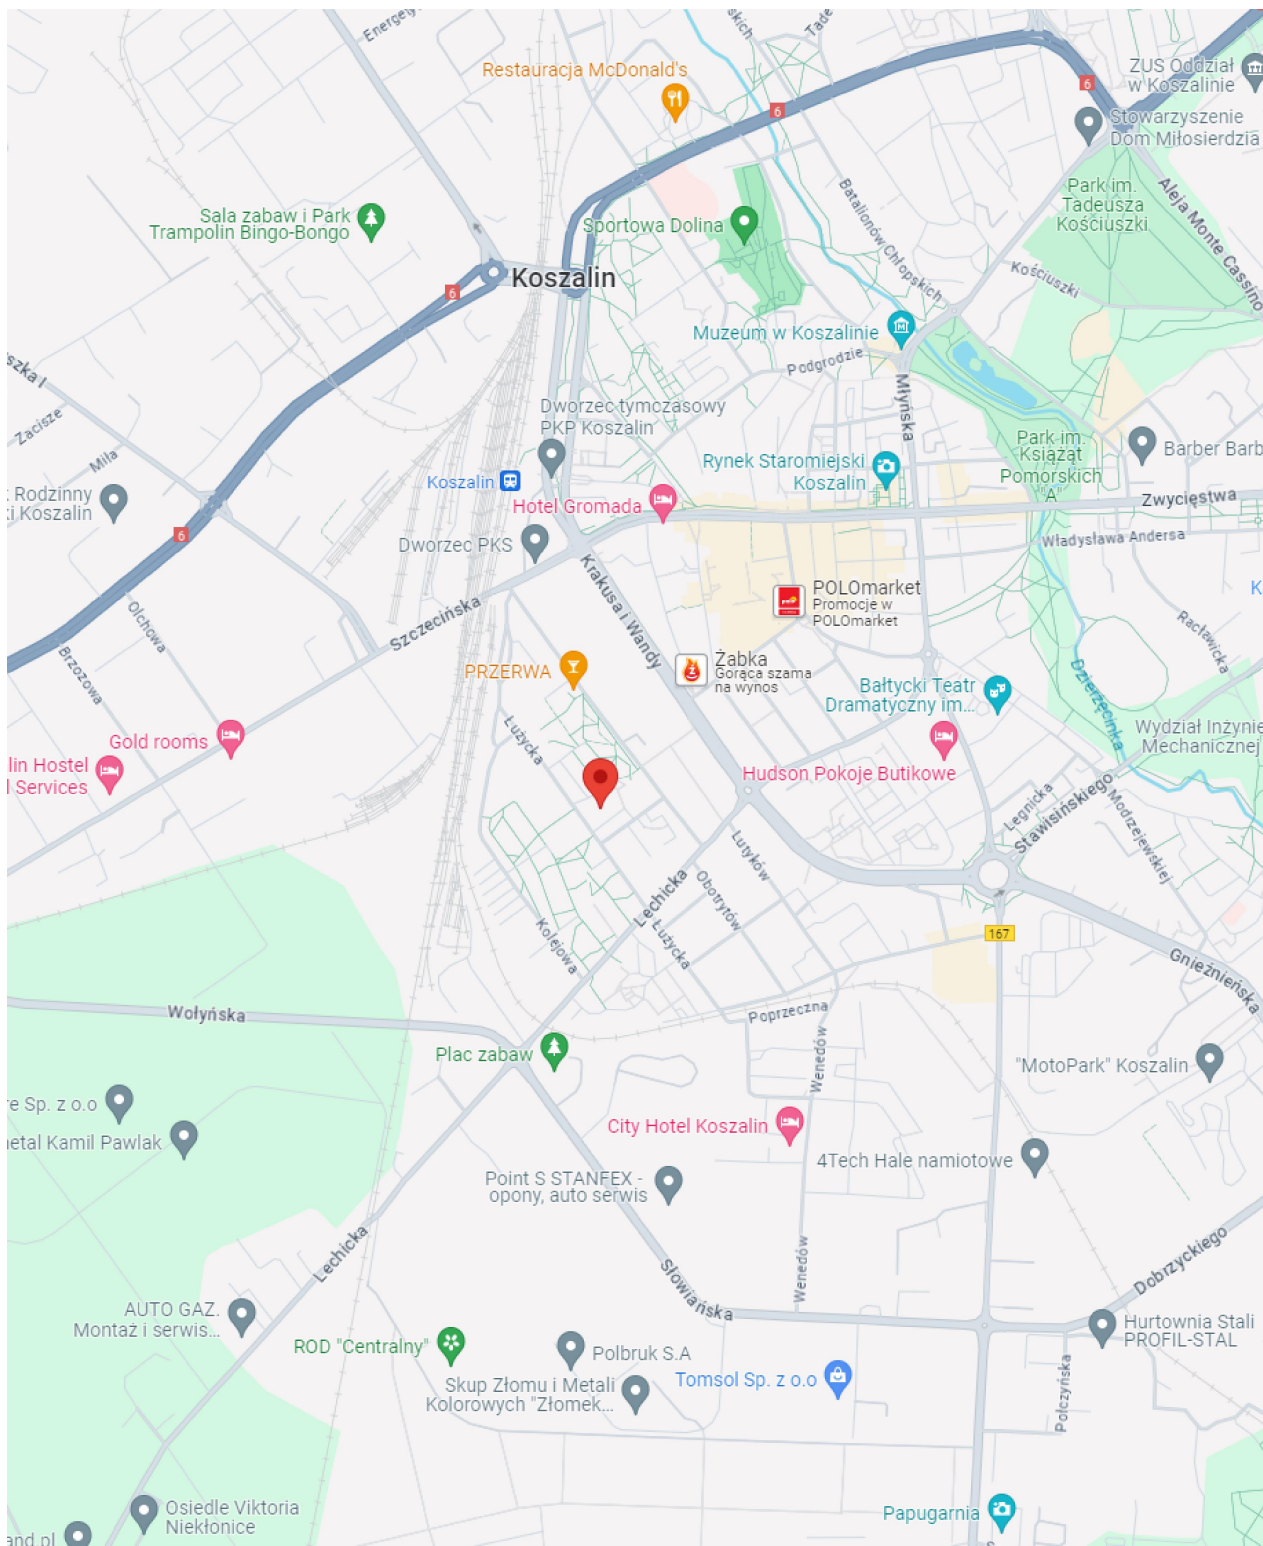 Energety
skich
Tade
Restauracja McDonald's
6
6
ZUS Oddział
w Koszalinie
Stowarzyszenie
Dom Miłosierdzia
Park im.
Tadeusza
Kościuszki
Aleja Monte Cassino
Batalionów Chłopskich
Sala zabaw i Park
Trampolin Bingo-Bongo
Sportowa Dolina
Koszalin
6
Kościuszki
Muzeum w Koszalinie
Podgrodzie
Młyńska
szka I
Zacisze
Miła
Dworzec tymczasowy
PKP Koszalin
Park im.
Książąt
Pomorskich
A
Barber Barb
Rynek Staromiejski
Koszalin
Koszalin
k Rodzinny
ki Koszalin
Hotel Gromada
Zwycięstwa
6
Dworzec PKS
Władysława Andersa
Krakusa i Wandy
POLOmarket
Promocje w
POLOmarket
K
Olchowa
Szczecińska
Racławicka
Brzozowa
PRZERWA
Żabka
Gorąca szama
na wynos
Bałtycki Teatr
Dramatyczny im...
Dzierżęcinka
Gold rooms
Łużycka
Wydział Inżynie
Mechanicznej
lin Hostel
l Services
Hudson Pokoje Butikowe
Legnicka
Stawisińskiego
Modrzejewskiej
Lutyków
Obotrytów
Lechicka
Łużycka
Kolejowa
167
Gnieźnieńska
Wołyńska
Poprzeczna
Plac zabaw
Wenedów
"MotoPark" Koszalin
re Sp. z o.o
metal Kamil Pawlak
City Hotel Koszalin
4Tech Hale namiotowe
Point S STANFEX -
opony, auto serwis
Lechicka
Wenedów
Dobrzyckiego
Słowiańska
AUTO GAZ.
Montaż i serwis...
ROD "Centralny"
Polbruk S.A
Hurtownia Stali
PROFIL-STAL
Skup Złomu i Metali
Kolorowych "Złomek...
Tomsol Sp. z o.o
Połczyńska
Osiedle Viktoria
Niekłonice
Papugarnia
and.pl